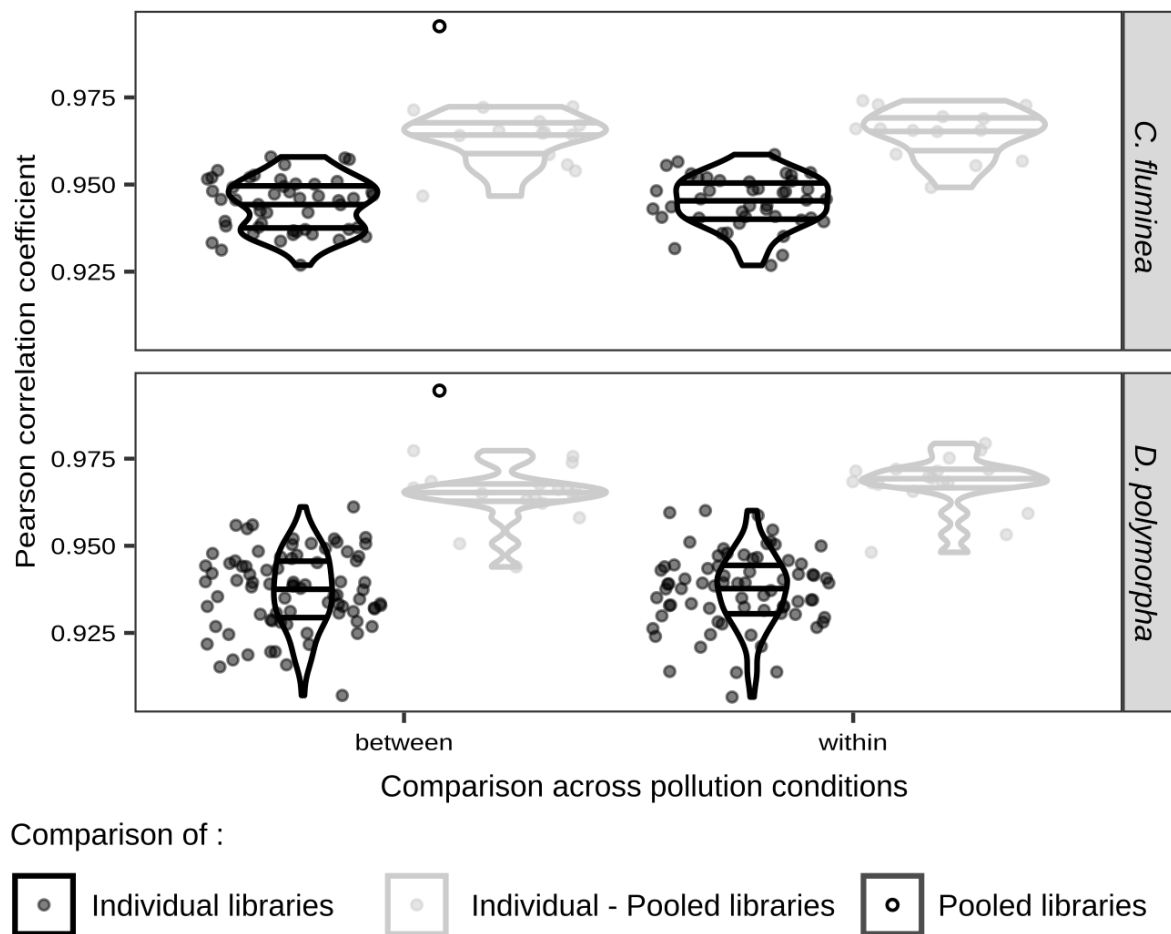 Pearson correlation coefficient
0.975
0.950
0.925
C. fluminea
0.975
0.950
0.925
D. polymorpha
between
within
Comparison across pollution conditions
Comparison of :
Individual libraries
Individual - Pooled libraries
Pooled libraries